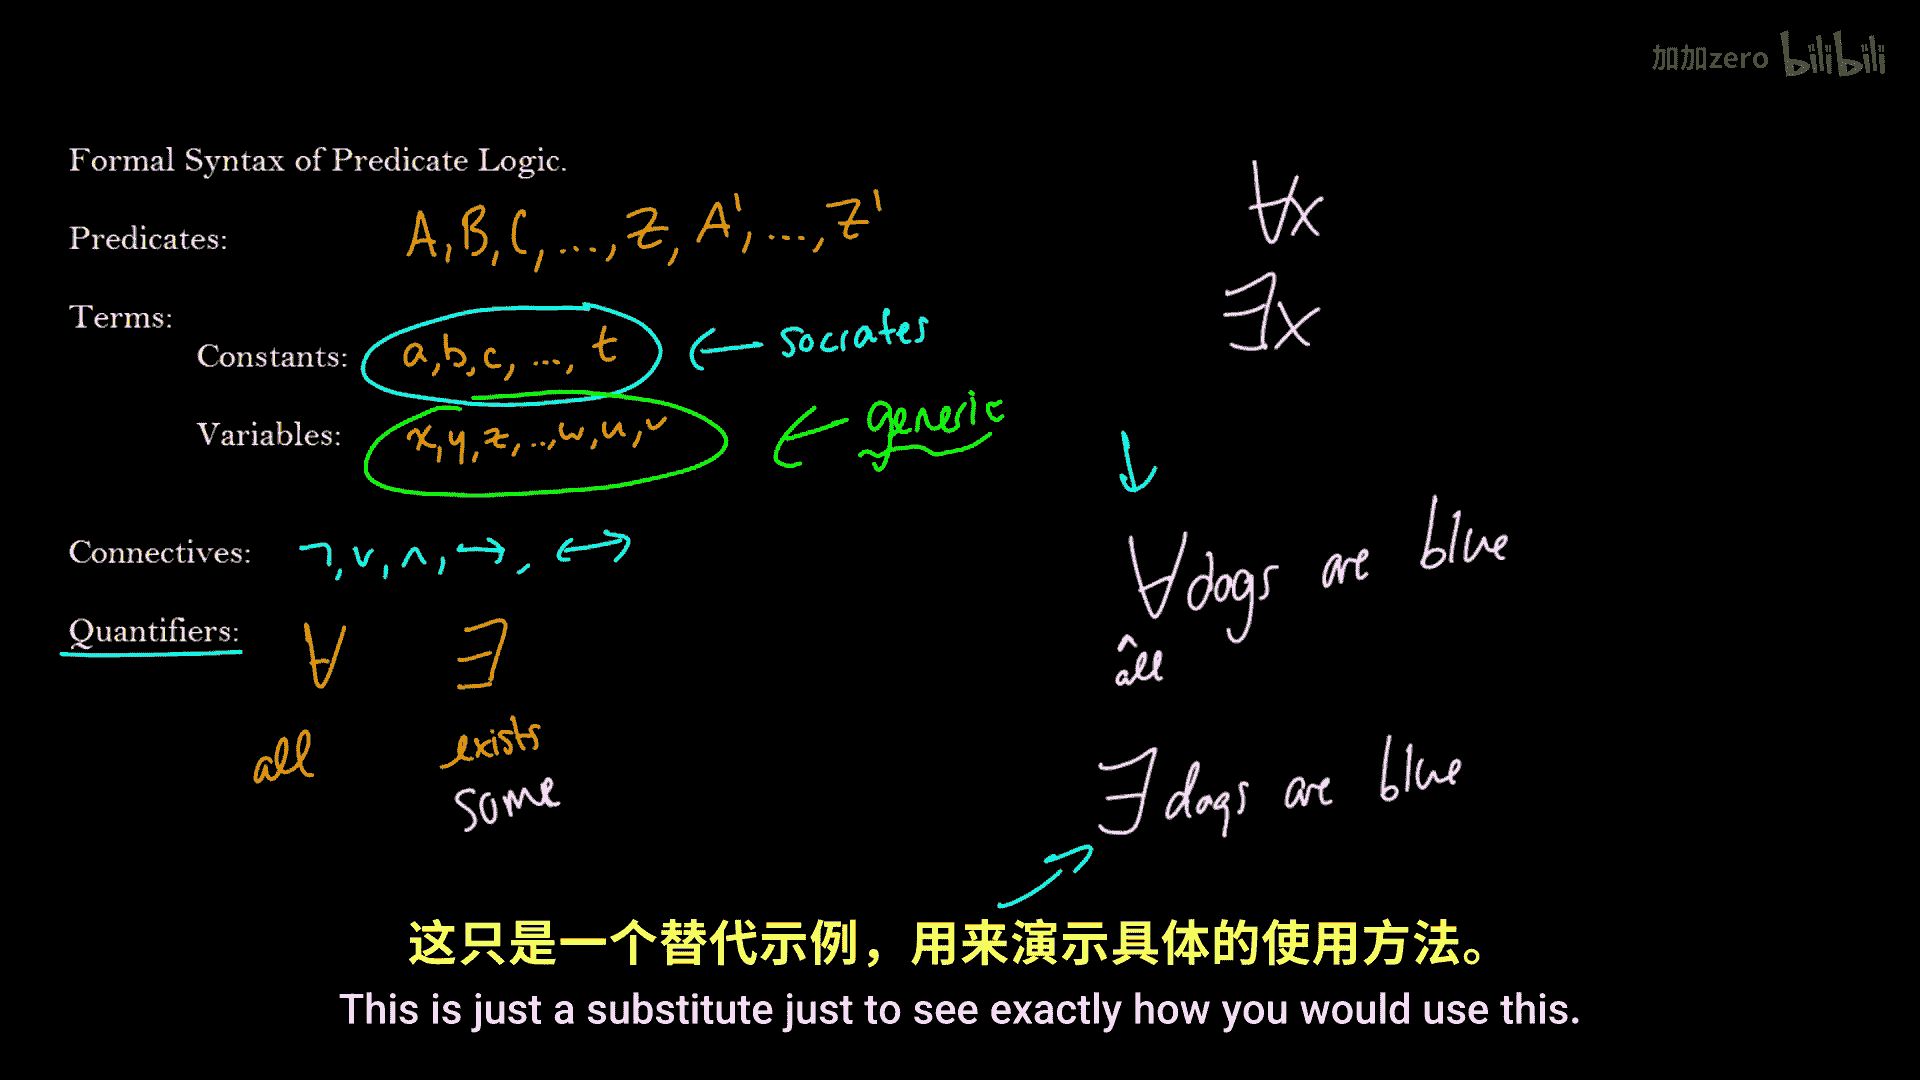 加加zero bilibili
Formal Syntax of Predicate Logic.
Predicates: A, B, C, ..., Z, A', ..., Z'
Terms:
Constants: a, b, c, ..., t ← socrates
Variables: x, y, z, ..., w, u, v ← generic
Connectives: ¬, ∨, ∧, →, ↔
Quantifiers: ∀ ∃
all exists
some
∀x
∃x
↓
∀dogs are blue
all
∃dogs are blue
这只是一个替代示例，用来演示具体的使用方法。
This is just a substitute just to see exactly how you would use this.